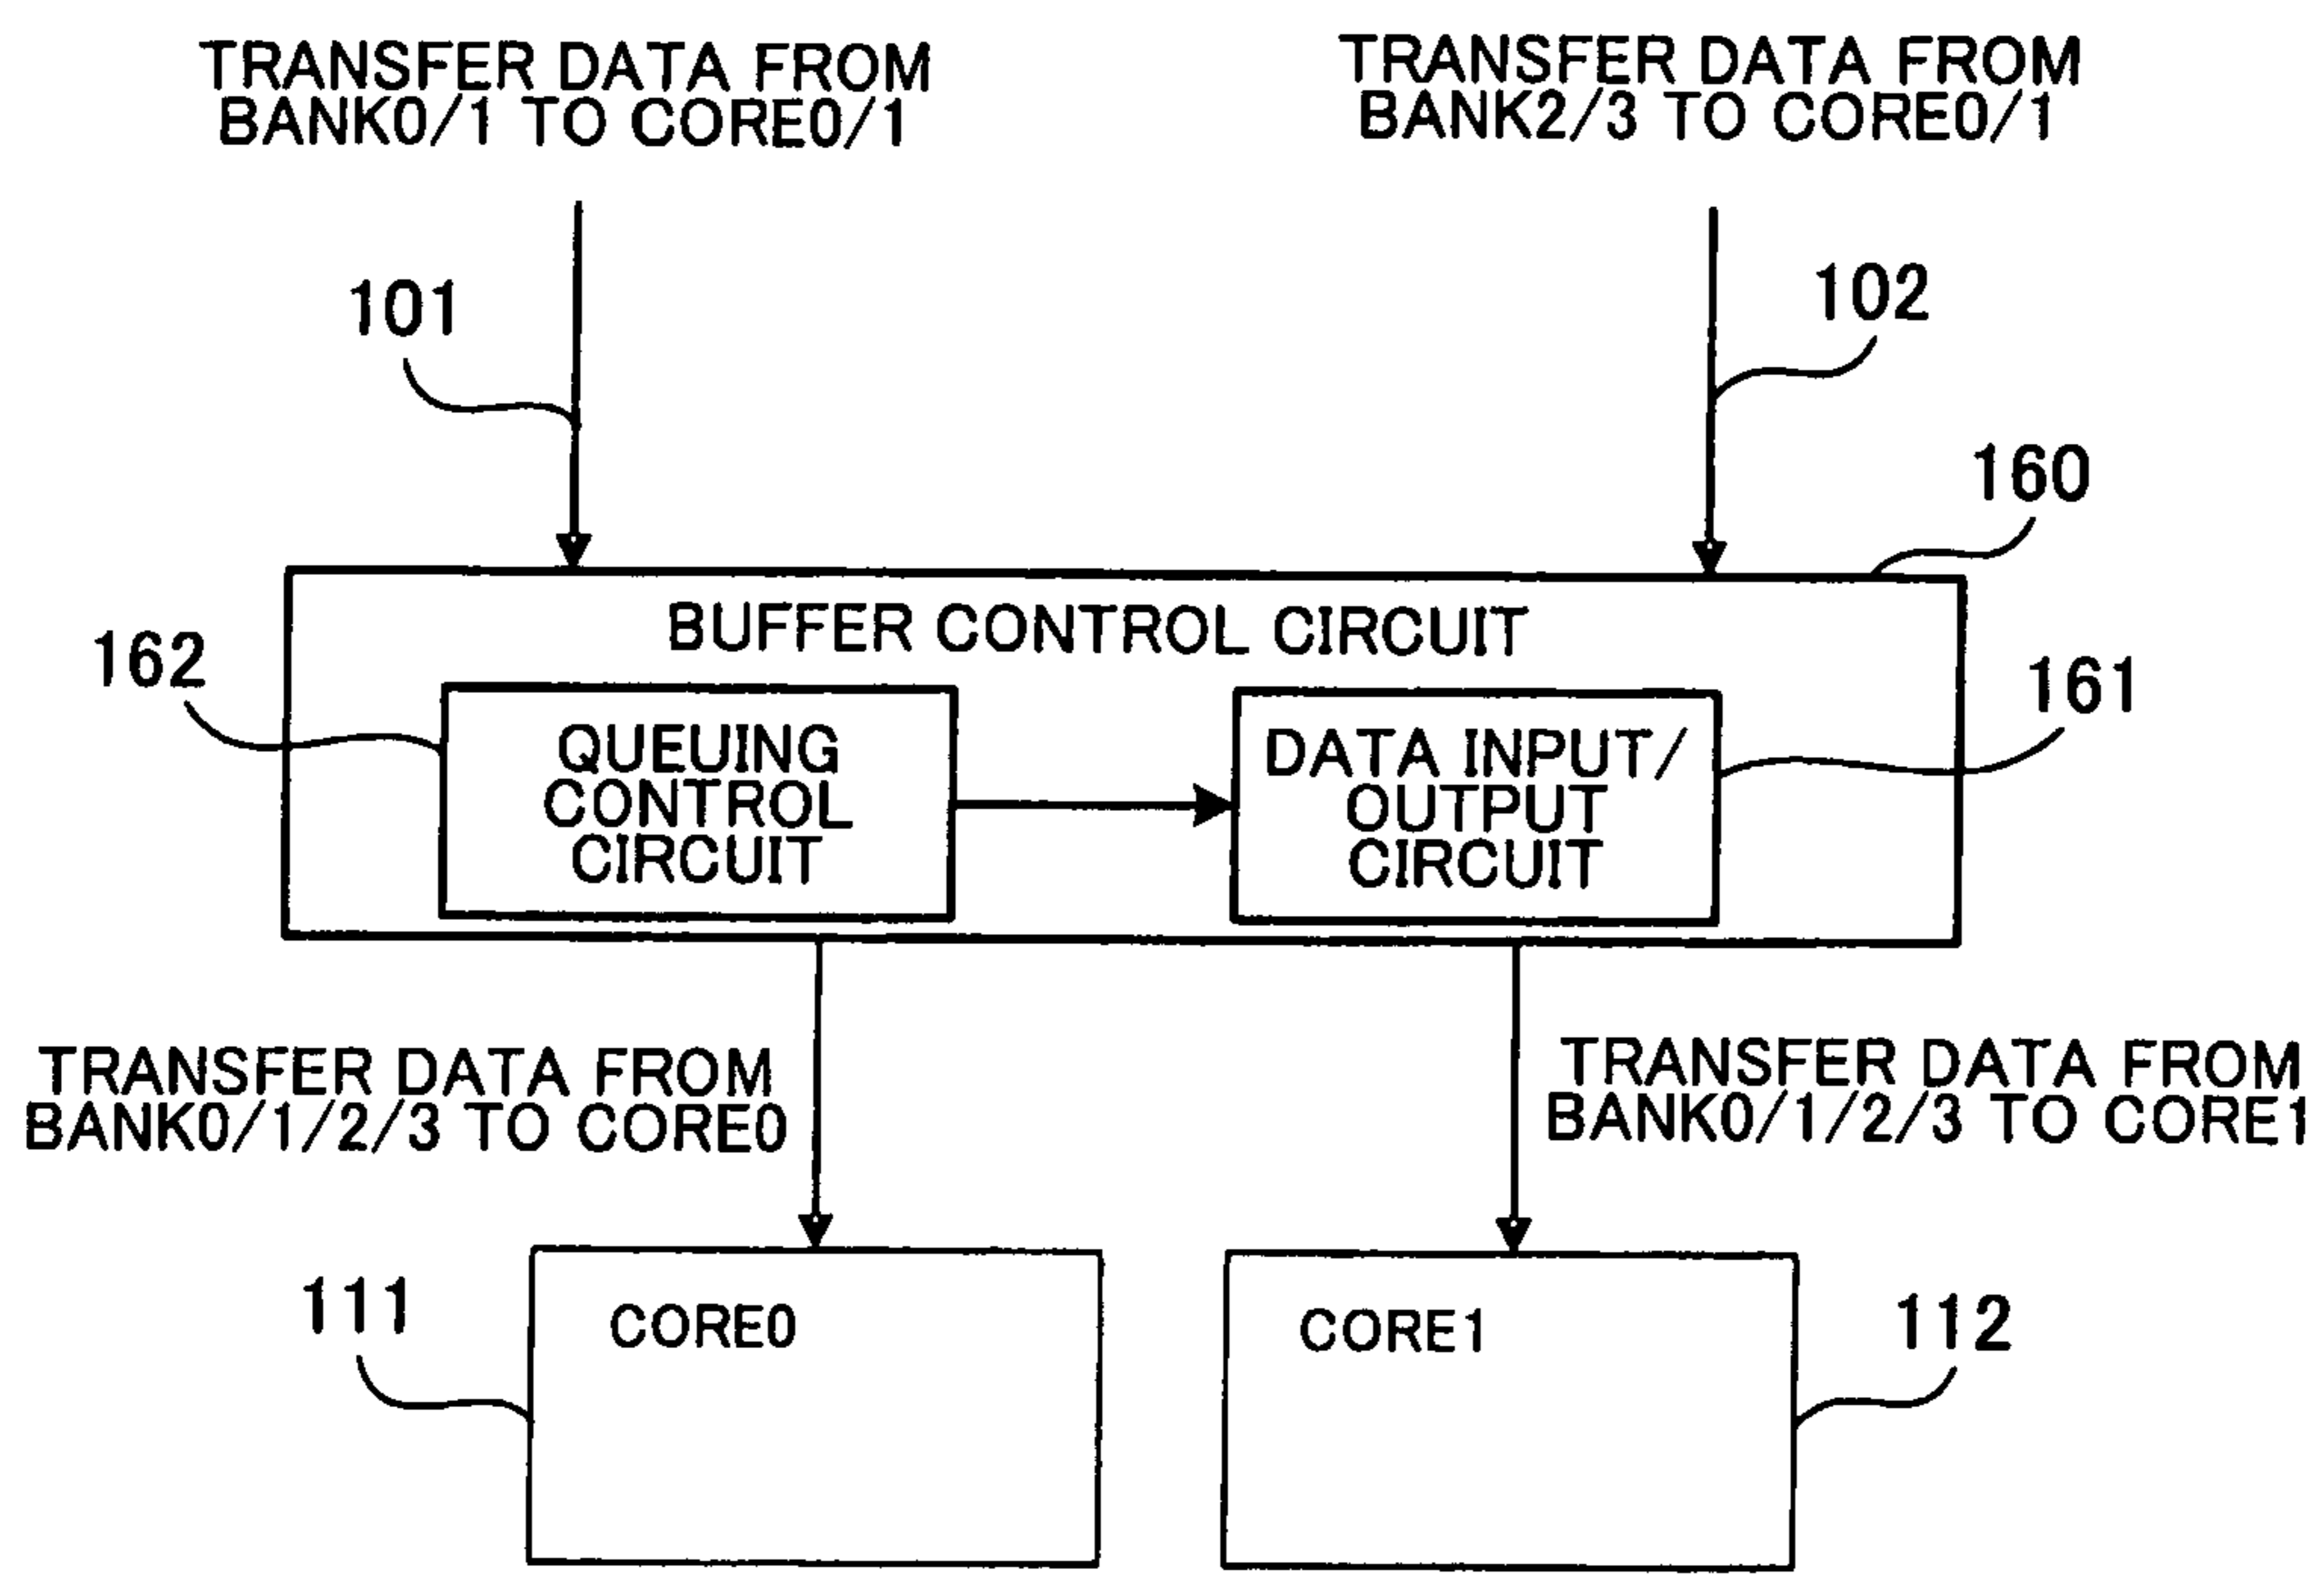 TRANSFER DATA FROM
BANK0/1 TO CORE0/1
TRANSFER DATA FROM
BANK2/3 TO CORE0/1
101
102
160
BUFFER CONTROL CIRCUIT
162
161
QUEUING
CONTROL
CIRCUIT
DATA INPUT/
OUTPUT
CIRCUIT
TRANSFER DATA FROM
BANK0/1/2/3 TO CORE0
TRANSFER DATA FROM
BANK0/1/2/3 TO CORE1
111
CORE0
CORE1
112